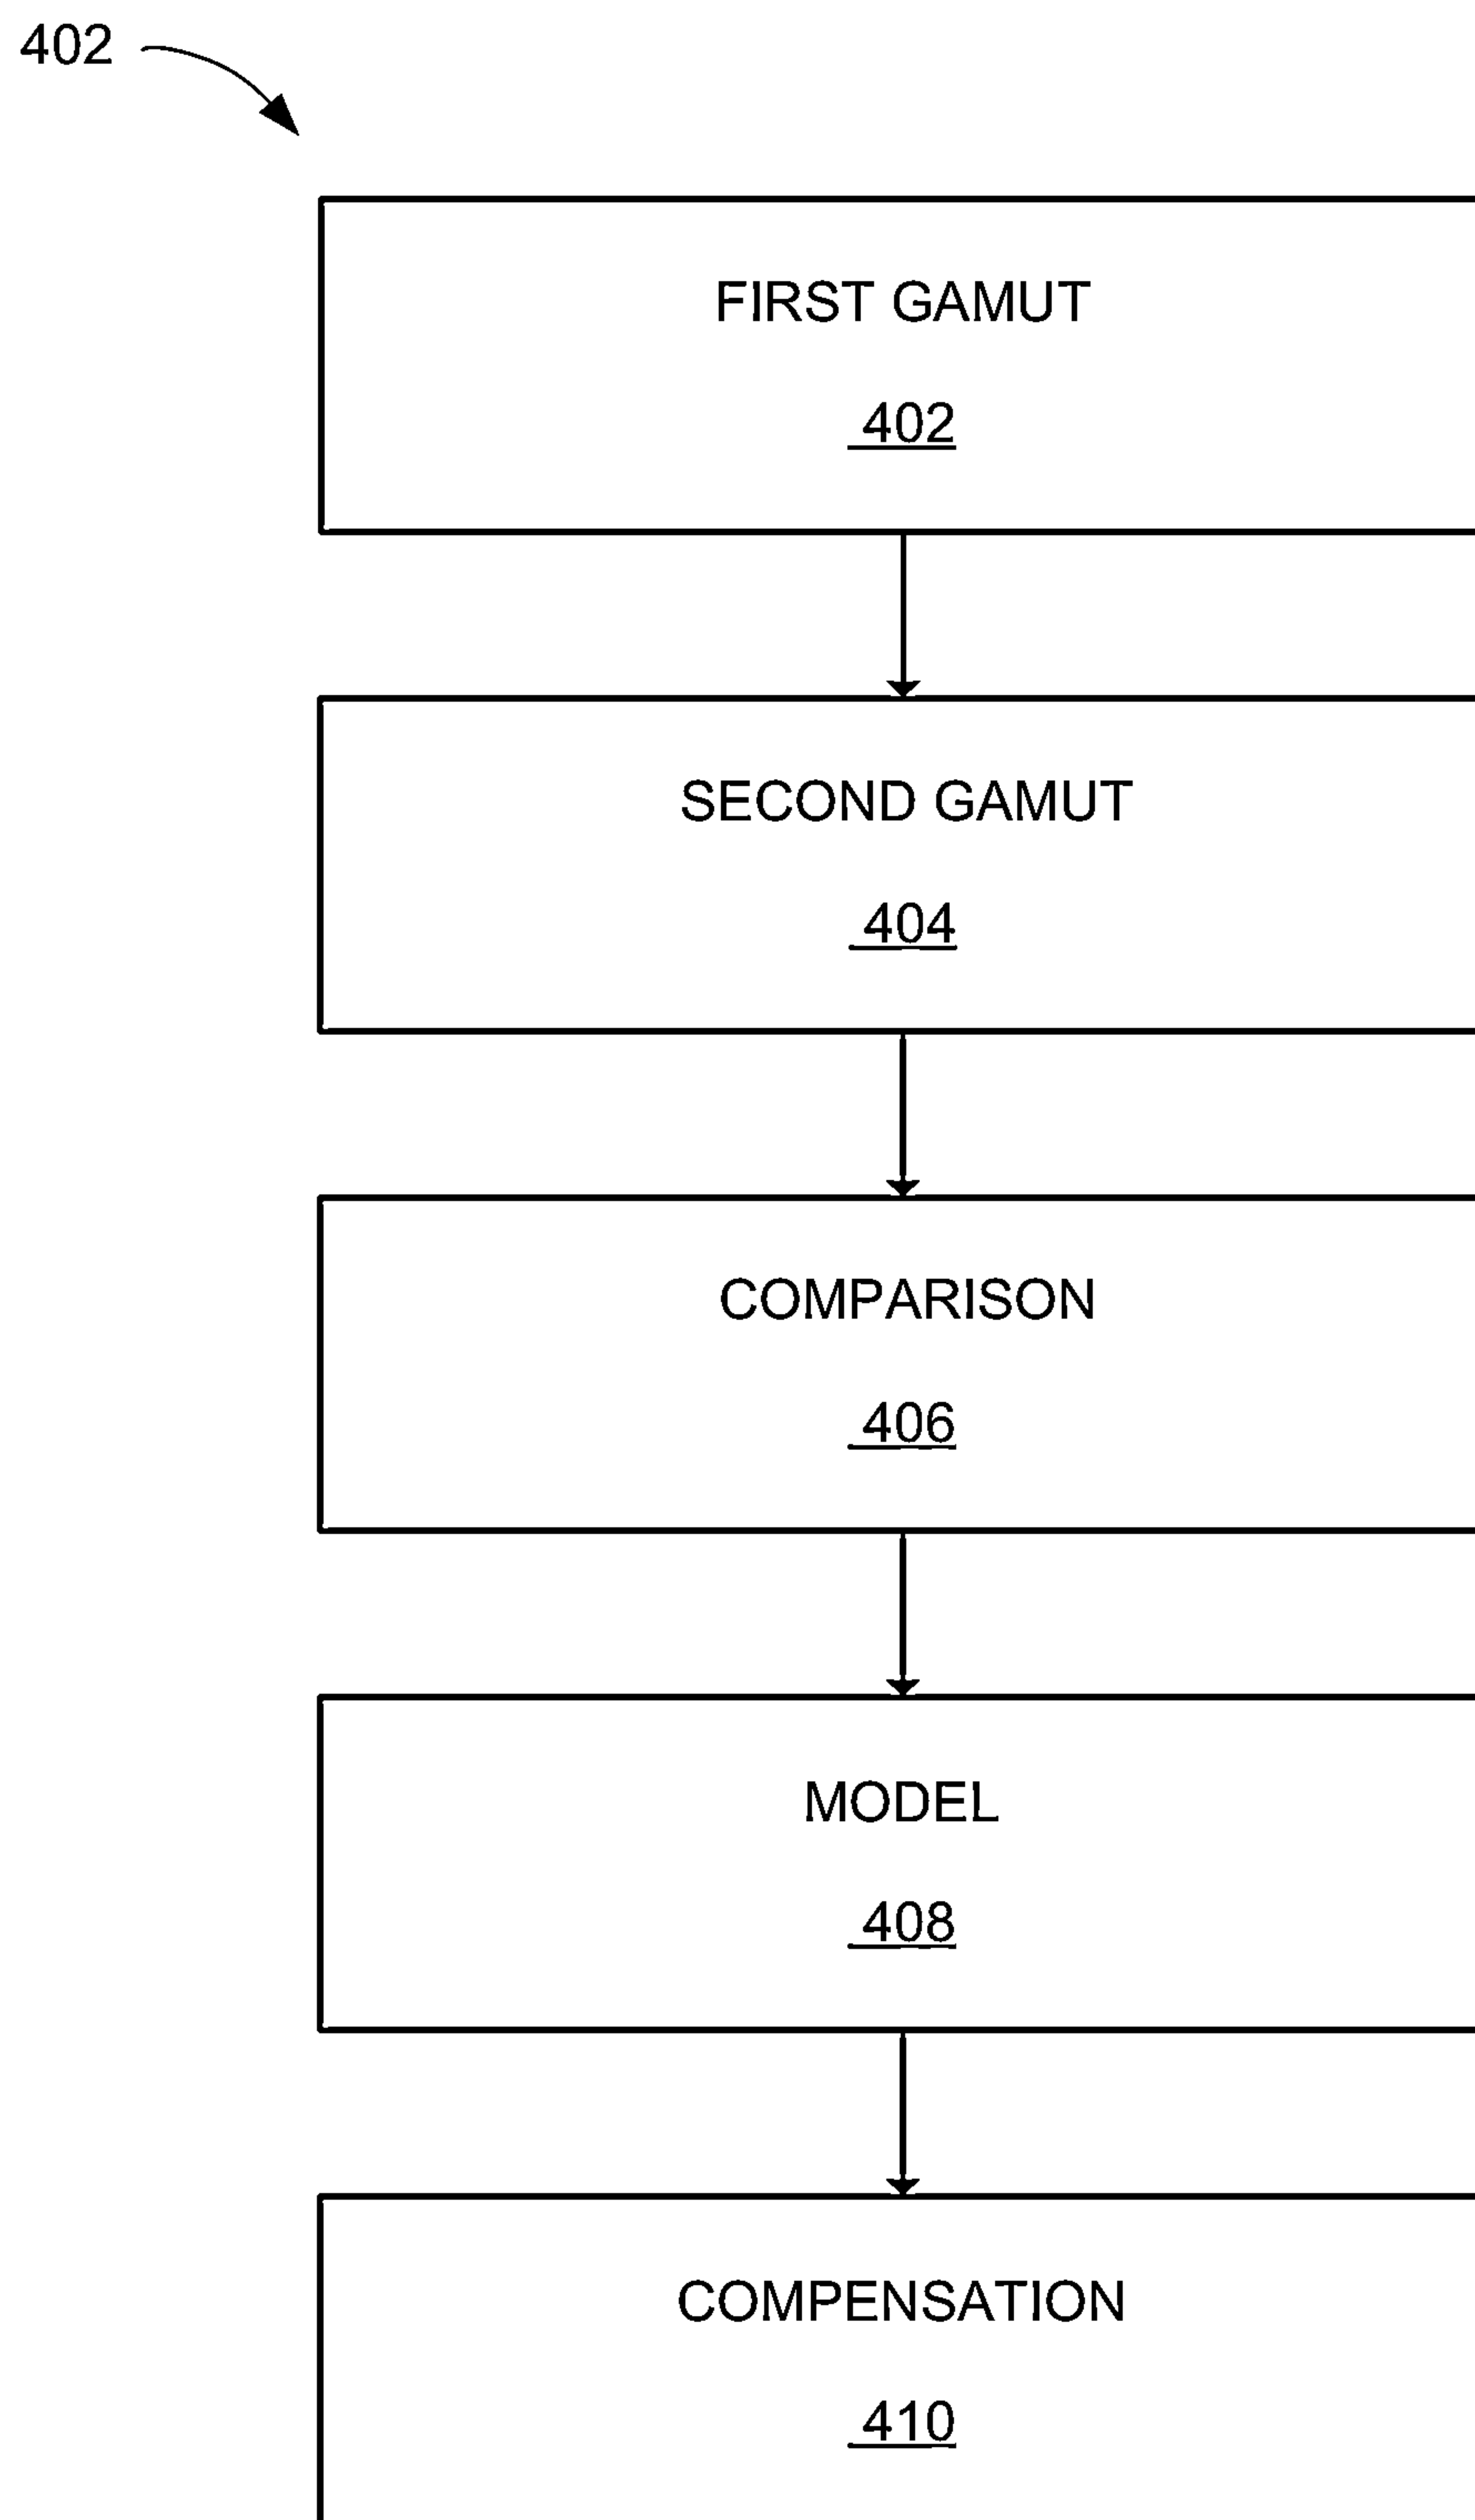 402
FIRST GAMUT
402
SECOND GAMUT
404
COMPARISON
406
MODEL
408
COMPENSATION
410